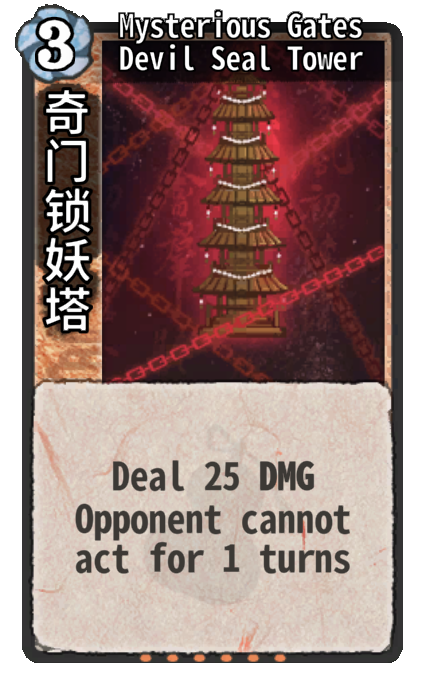 3
Mysterious Gates
Devil Seal Tower
奇门锁妖塔
Deal 25 DMG
Opponent cannot
act for 1 turns